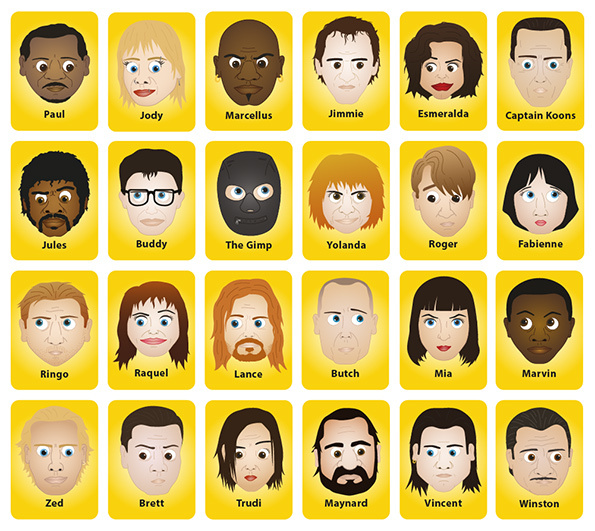 Paul
Jody
Marcellus
Jimmie
Esmeralda
Captain Koons
Jules
Buddy
The Gimp
Yolanda
Roger
Fabienne
Ringo
Raquel
Lance
Butch
Mia
Marvin
Zed
Brett
Trudi
Maynard
Vincent
Winston